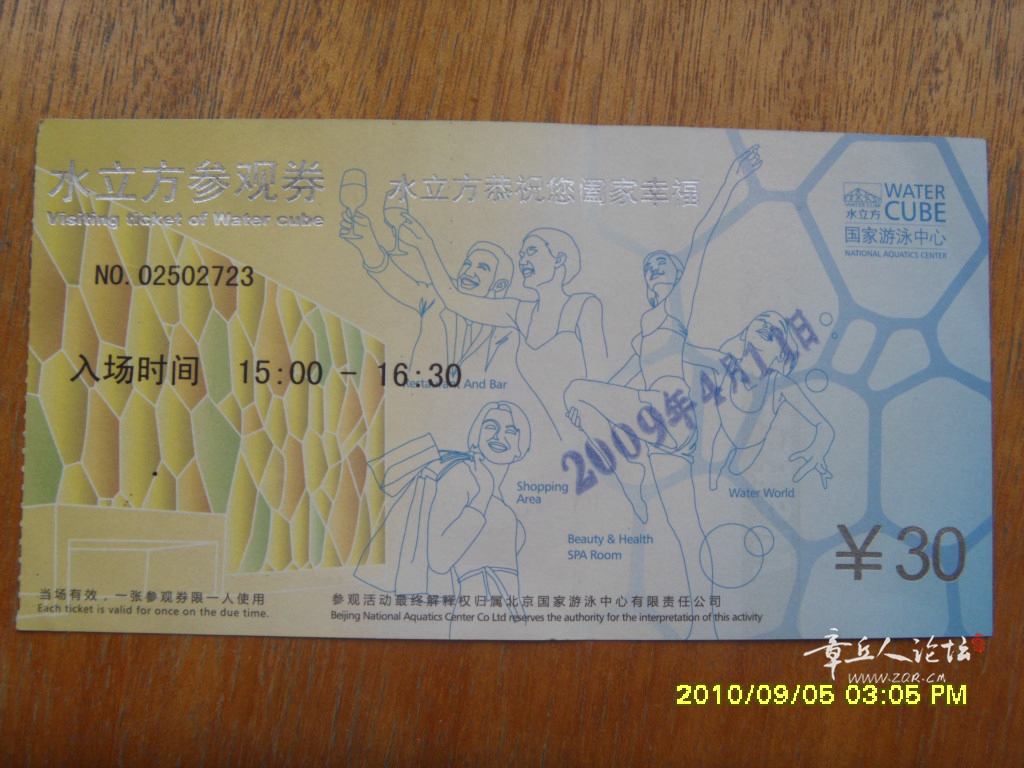 水立方参观券
Visiting ticket of Water cube
水立方恭祝您阖家幸福
WATER
CUBE
水立方
国家游泳中心
NATIONAL AQUATICS CENTER
NO.02502723
入场时间 15:00 - 16:30
Restaurant And Bar
2009年4月11日
Shopping
Area
Water World
Beauty & Health
SPA Room
￥30
当场有效，一张参观券限一人使用
Each ticket is valid for once on the due time.
参观活动最终解释权归属北京国家游泳中心有限责任公司
Beijing National Aquatics Center Co Ltd reserves the authority for the interpretation of this activity
章丘人论坛
WWW.ZQR.CM
2010/09/05 03:05 PM